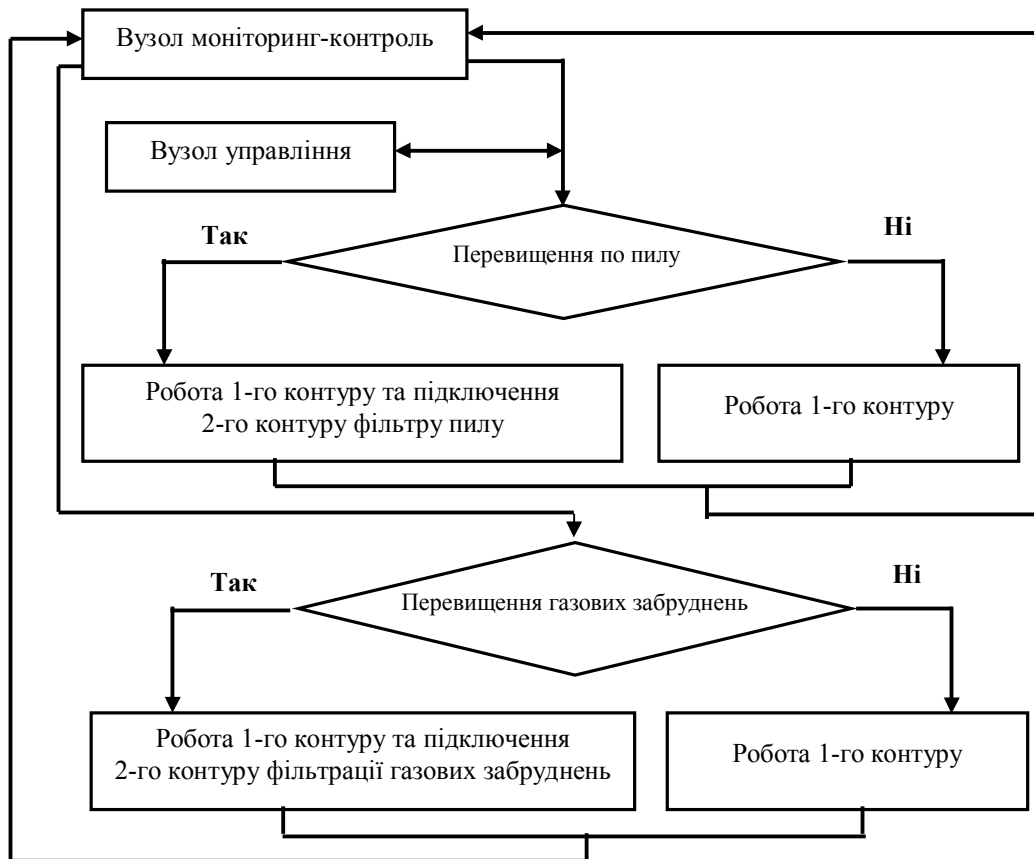 Вузол моніторинг-контроль
Вузол управління
Так
Ні
Перевищення по пилу
Робота 1-го контуру та підключення
2-го контуру фільтру пилу
Робота 1-го контуру
Так
Ні
Перевищення газових забруднень
Робота 1-го контуру та підключення
2-го контуру фільтрації газових забруднень
Робота 1-го контуру